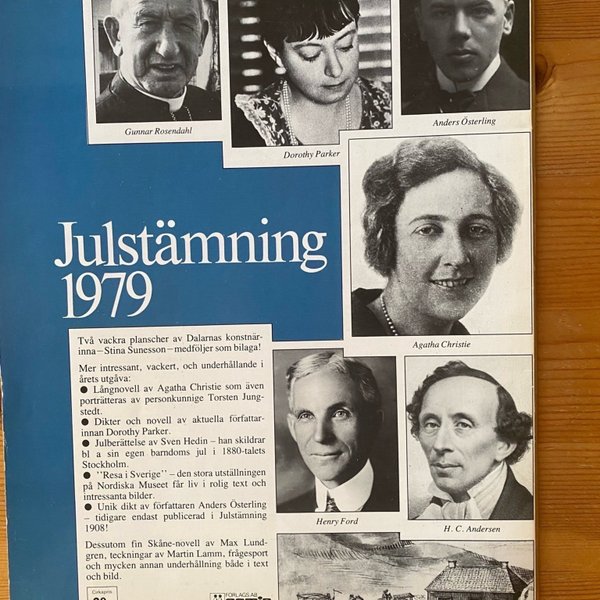 Gunnar Rosendahl
Dorothy Parker
Anders Österling
Julstämning
1979
Agatha Christie
Två vackra planscher av Dalarnas konstnär-
inna – Stina Sunesson – medföljer som bilaga!
Mer intressant, vackert, och underhållande i
årets utgåva:
● Långnovell av Agatha Christie som även
porträtteras av personkunnige Torsten Jung-
stedt.
● Dikter och novell av aktuella författar-
innan Dorothy Parker.
● Julberättelse av Sven Hedin – han skildrar
bl a sin egen barndoms jul i 1880-talets
Stockholm.
● ''Resa i Sverige'' – den stora utställningen
på Nordiska Museet får liv i rolig text och
intressanta bilder.
● Unik dikt av författaren Anders Österling
– tidigare endast publicerad i Julstämning
1908!
Dessutom fin Skåne-novell av Max Lund-
gren, teckningar av Martin Lamm, frågesport
och mycken annan underhållning både i text
och bild.
Henry Ford
H. C. Andersen
Cirkapris
FÖRLAGS AB